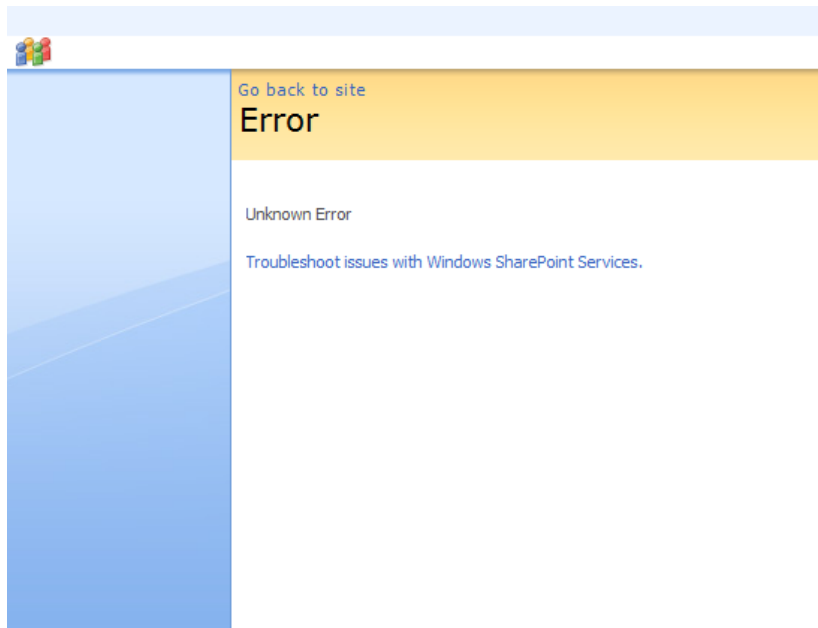 Go back to site
Error
Unknown Error
Troubleshoot issues with Windows SharePoint Services.